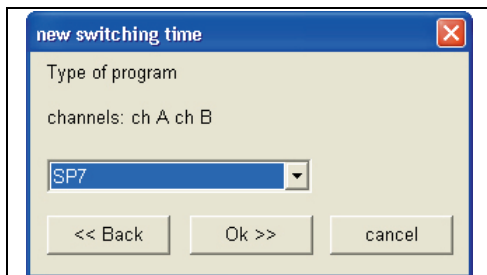 new switching time
Type of program
channels: ch A ch B
SP7
<< Back Ok >> cancel